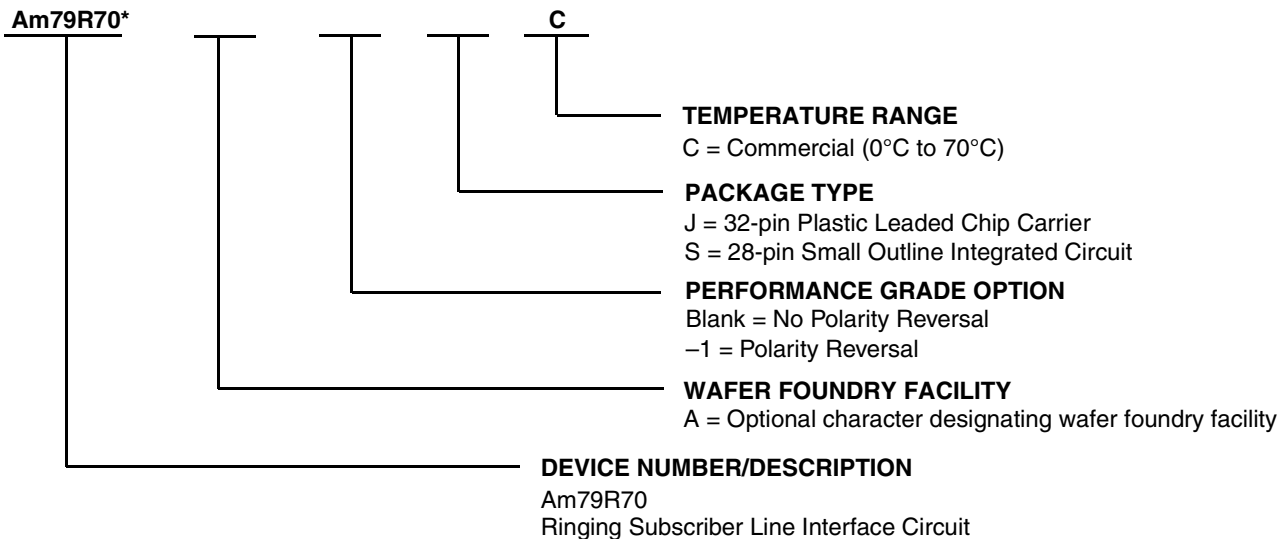 Am79R70* C
TEMPERATURE RANGE
C = Commercial (0°C to 70°C)
PACKAGE TYPE
J = 32-pin Plastic Leaded Chip Carrier
S = 28-pin Small Outline Integrated Circuit
PERFORMANCE GRADE OPTION
Blank = No Polarity Reversal
–1 = Polarity Reversal
WAFER FOUNDRY FACILITY
A = Optional character designating wafer foundry facility
DEVICE NUMBER/DESCRIPTION
Am79R70
Ringing Subscriber Line Interface Circuit